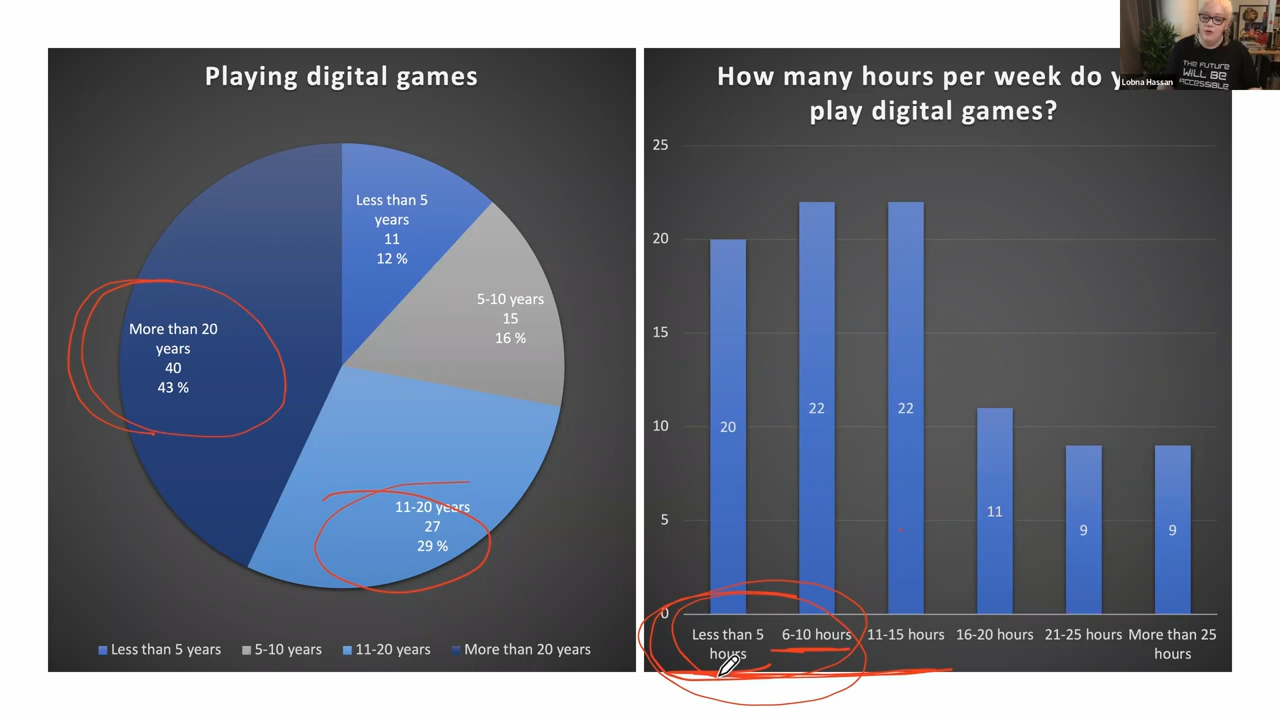 Playing digital games
Less than 5
years
11
12 %
5-10 years
15
16 %
11-20 years
27
29 %
More than 20
years
40
43 %
Less than 5 years
5-10 years
11-20 years
More than 20 years
How many hours per week do y
play digital games?
25
20
15
10
5
0
20
22
22
11
9
9
Less than 5
hours
6-10 hours
11-15 hours
16-20 hours
21-25 hours
More than 25
hours
Lobna Hassan
THE FUTURE
WILL BE
ACCESSIBLE